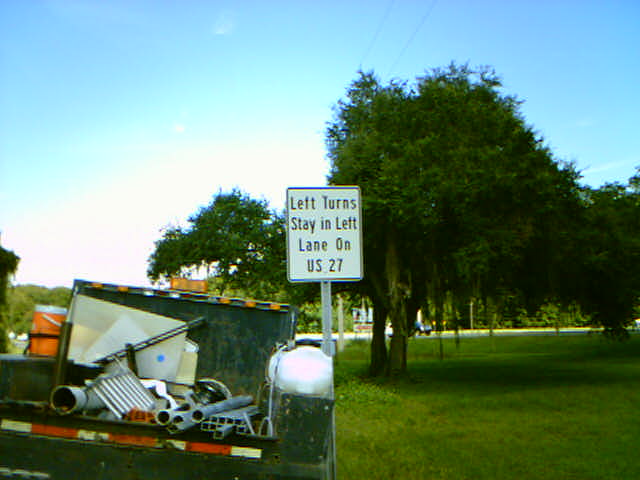 Left Turns
Stay in Left
Lane On
US 27